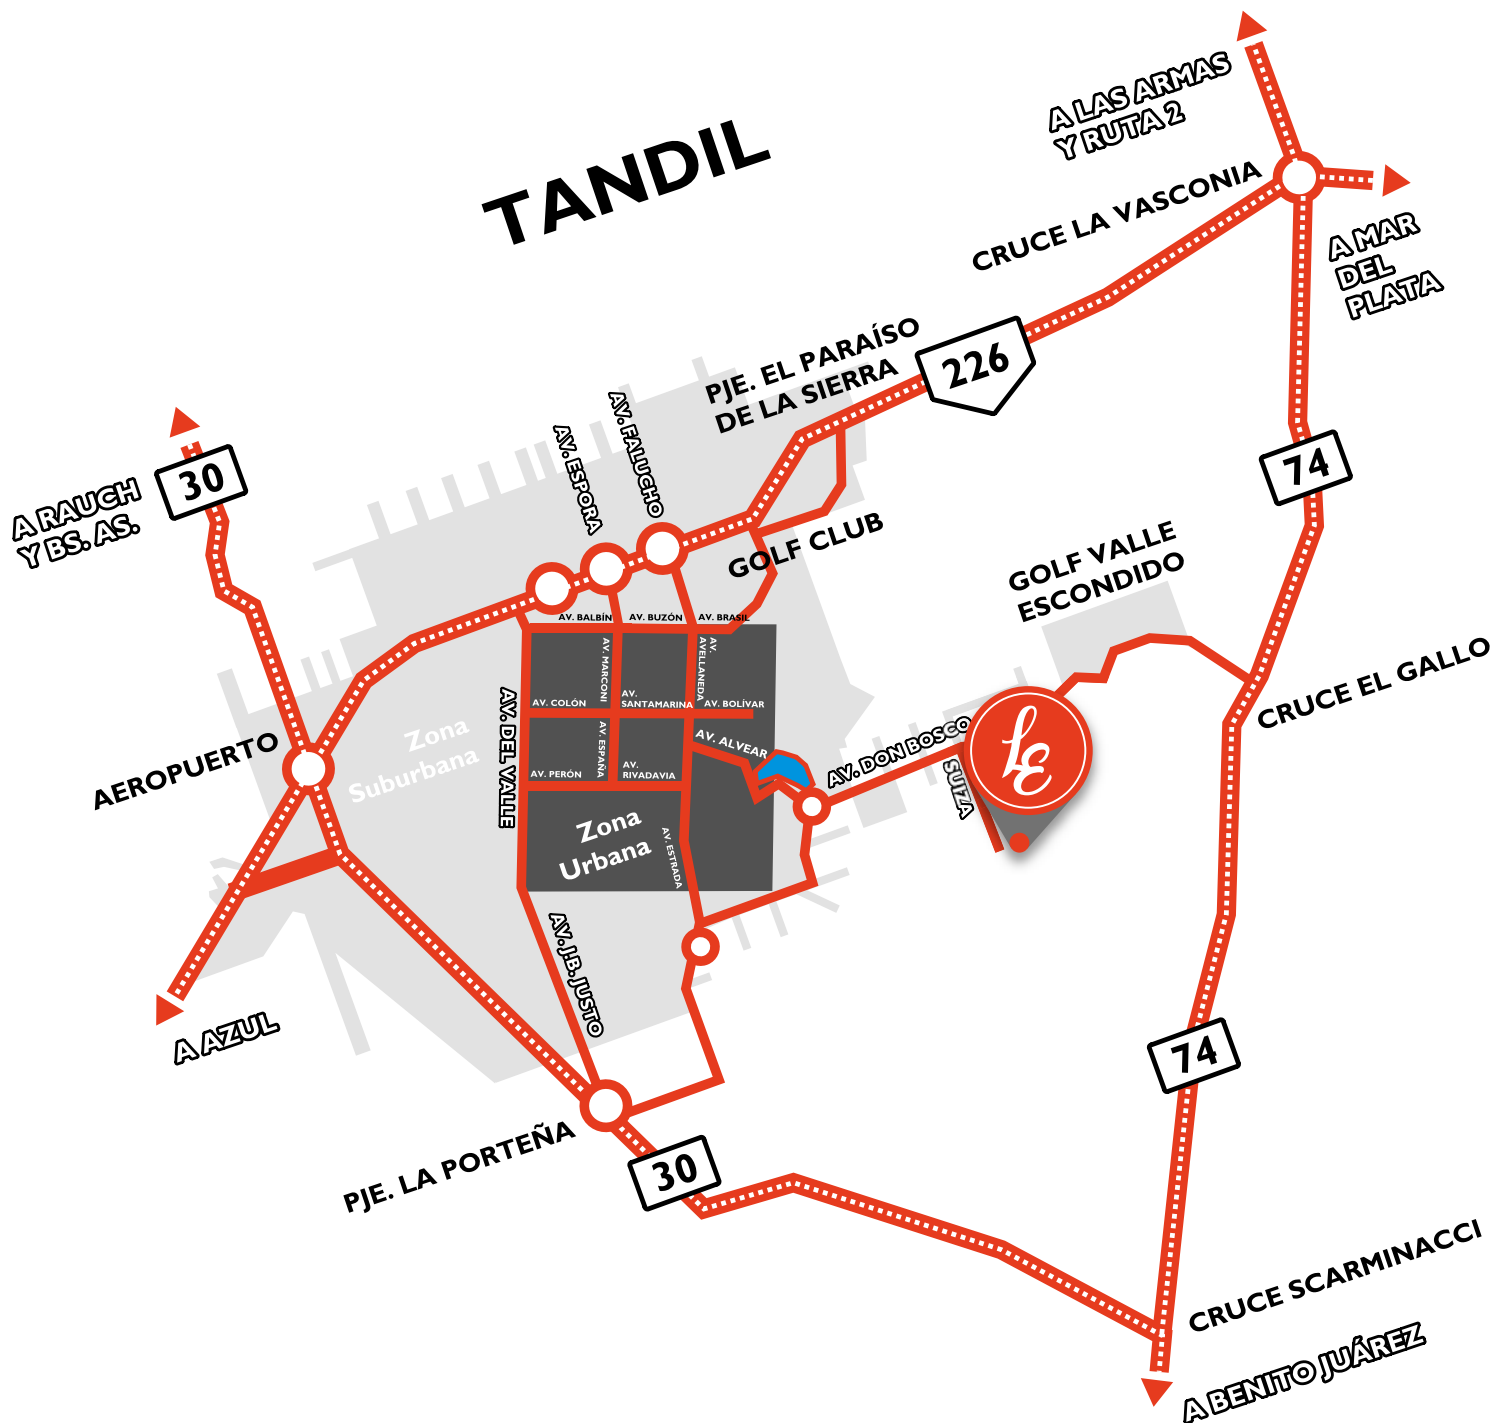 TANDIL
A LAS ARMAS
Y RUTA 2
CRUCE LA VASCONIA
A MAR
DEL
PLATA
PJE. EL PARAÍSO
DE LA SIERRA
226
AV. FALUCHO
AV. ESPORA
30
A RAUCH
Y BS. AS.
74
GOLF CLUB
GOLF VALLE
ESCONDIDO
AV. BALBÍN
AV. BUZÓN
AV. BRASIL
AV. MARCONI
AV.
AVELLANEDA
CRUCE EL GALLO
AV. COLÓN
AV.
SANTAMARINA
AV. BOLÍVAR
AV. DEL VALLE
Zona
Suburbana
AV. ESPAÑA
AV. ALVEAR
AEROPUERTO
AV. PERÓN
AV.
RIVADAVIA
AV. DON BOSCO
LE
SUIZA
Zona
Urbana
AV. ESTRADA
AV. J.B. JUSTO
A AZUL
74
PJE. LA PORTEÑA
30
CRUCE SCARMINACCI
A BENITO JUÁREZ